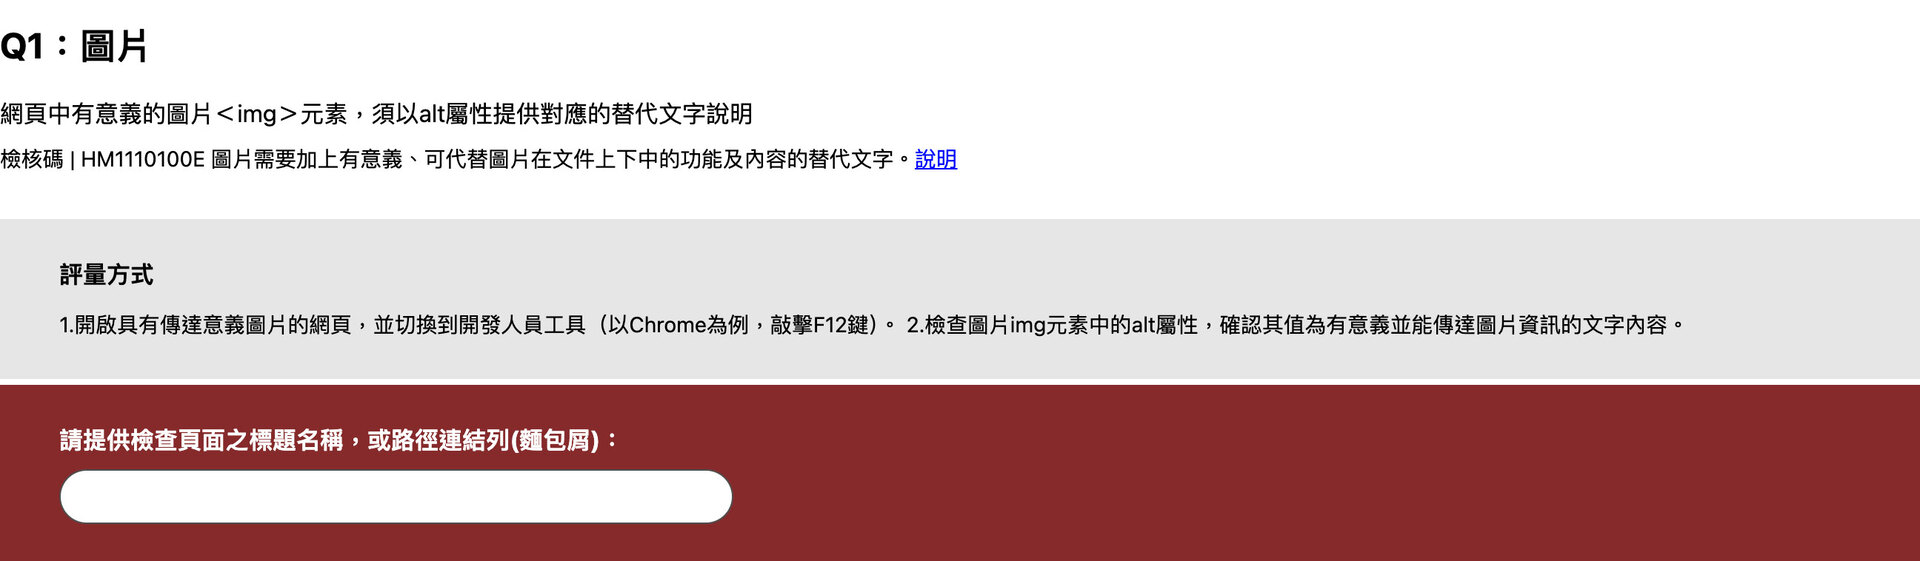 Q1：圖片
網頁中有意義的圖片＜img＞元素，須以alt屬性提供對應的替代文字說明
檢核碼 | HM1110100E 圖片需要加上有意義、可代替圖片在文件上下中的功能及內容的替代文字。說明
評量方式
1.開啟具有傳達意義圖片的網頁，並切換到開發人員工具（以Chrome為例，敲擊F12鍵）。 2.檢查圖片img元素中的alt屬性，確認其值為有意義並能傳達圖片資訊的文字內容。
請提供檢查頁面之標題名稱，或路徑連結列(麵包屑)：